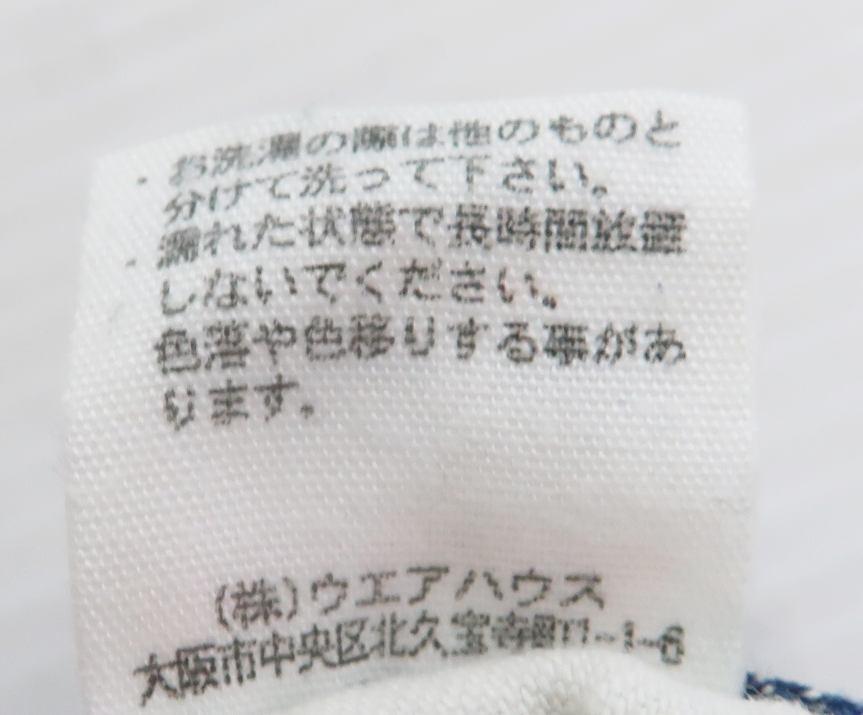 ・お洗濯の際は他のものと
分けて洗って下さい。
・濡れた状態で長時間放置
しないでください。
色落や色移りする事があ
ります。
(株)ウエアハウス
大阪市中央区北久宝寺町1-1-6